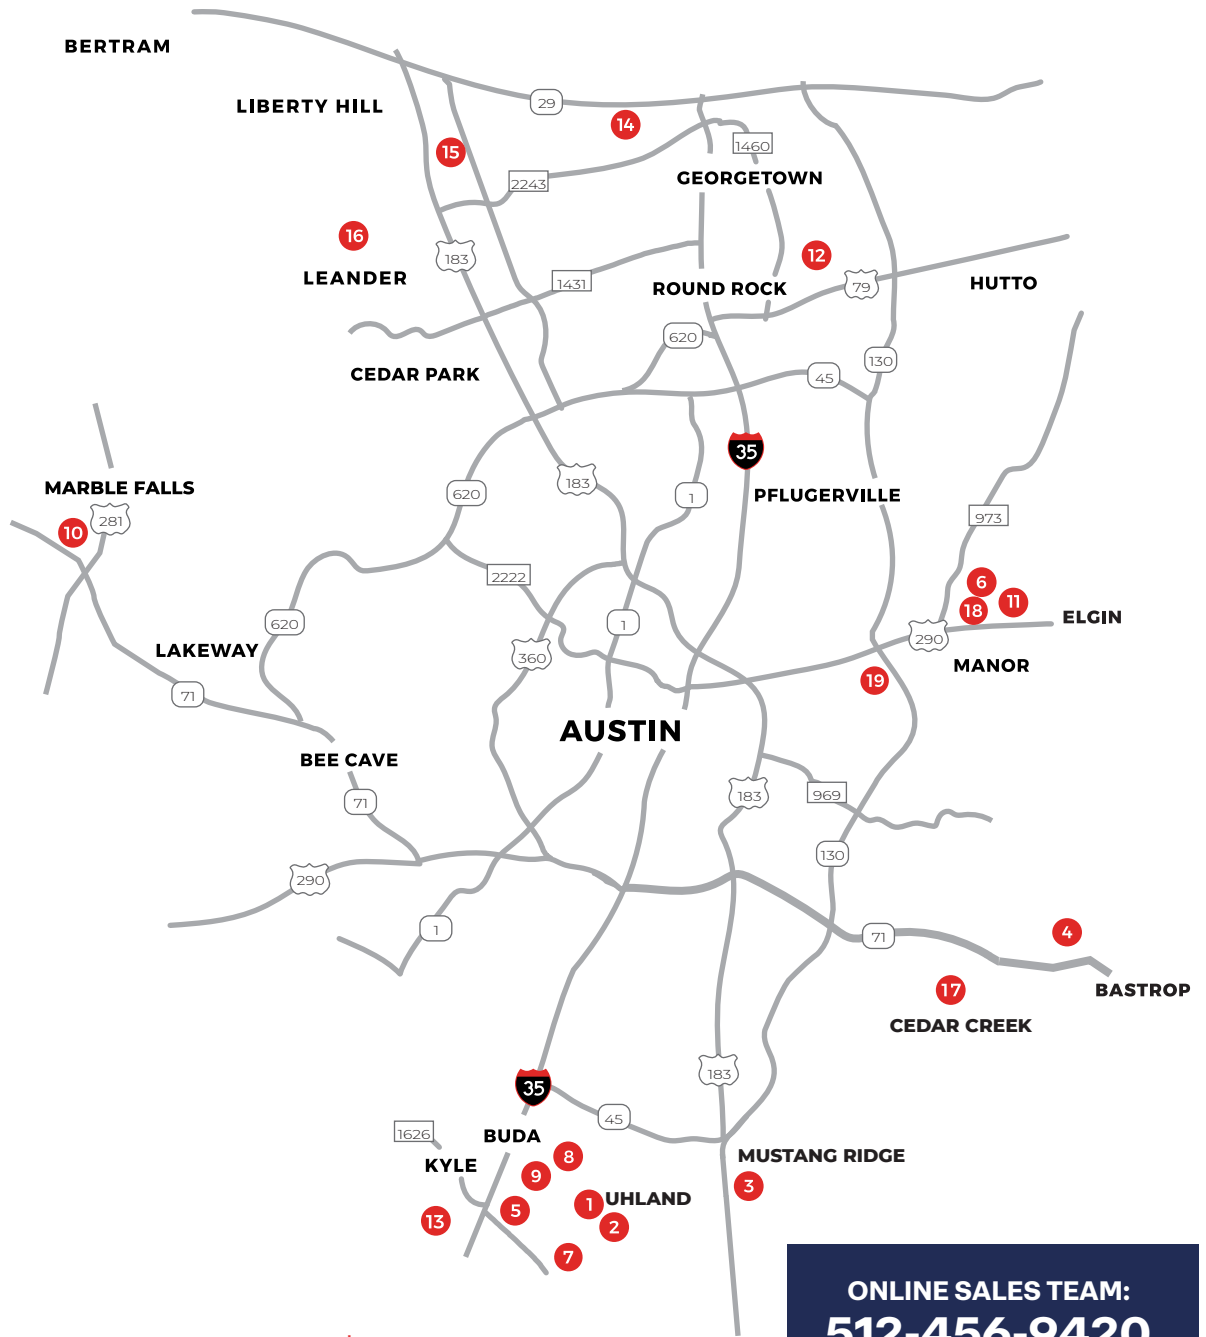 BERTRAM
LIBERTY HILL
29
14
15
1460
2243
GEORGETOWN
16
183
12
LEANDER
1431
ROUND ROCK
79
HUTTO
620
130
CEDAR PARK
45
35
MARBLE FALLS
183
620
1
PFLUGERVILLE
10
281
973
2222
6
18
11
620
1
290
ELGIN
LAKEWAY
360
MANOR
71
19
AUSTIN
BEE CAVE
71
183
969
130
290
1
71
4
17
BASTROP
CEDAR CREEK
183
35
45
1626
BUDA
KYLE
8
MUSTANG RIDGE
9
3
1
UHLAND
5
13
2
7
ONLINE SALES TEAM:
512-456-9420